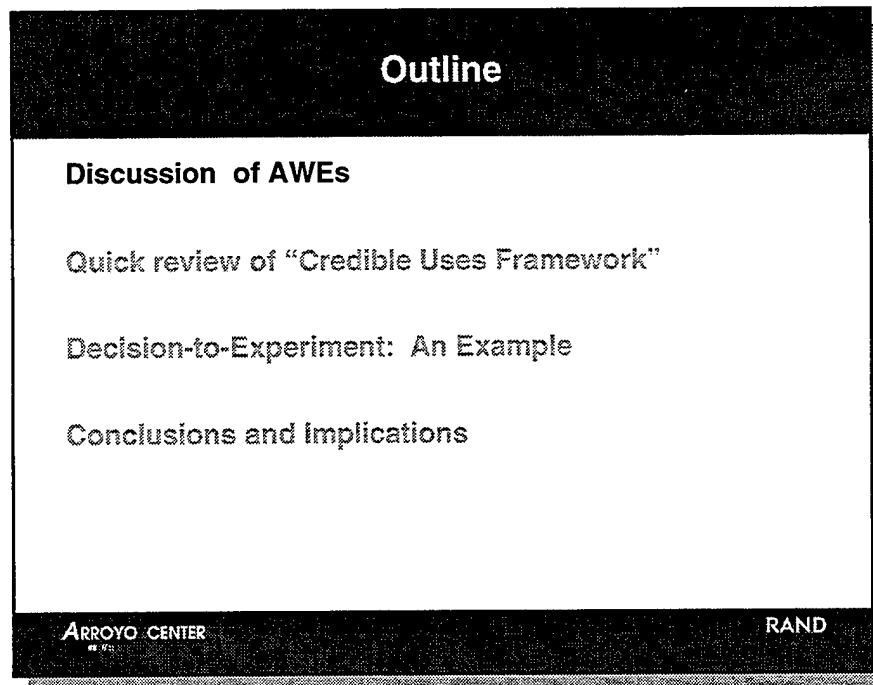 Outline
Discussion of AWEs
Quick review of “Credible Uses Framework”
Decision-to-Experiment: An Example
Conclusions and Implications
ARROYO CENTER
RAND